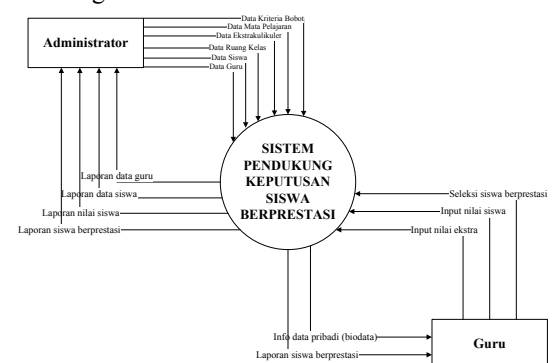 Data Kriteria Bobot
Data Mata Pelajaran
Data Ekstrakulikuler
Data Ruang Kelas
Data Siswa
Data Guru
Administrator
SISTEM
PENDUKUNG
KEPUTUSAN
SISWA
BERPRESTASI
Laporan data guru
Laporan data siswa
Laporan nilai siswa
Laporan siswa berprestasi
Seleksi siswa berprestasi
Input nilai siswa
Input nilai ekstra
Info data pribadi (biodata)
Laporan siswa berprestasi
Guru